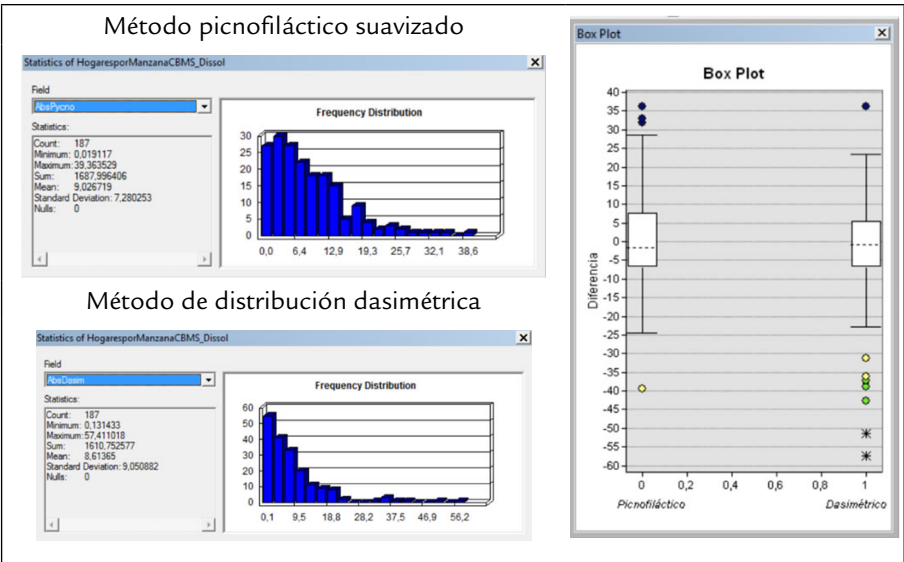 Método picnofiláctico suavizado
Statistics of HogaresporManzanaCBMS_Dissol
Field
AbsPycno
Statistics:
Count: 187
Minimum: 0,019117
Maximum: 39,363529
Sum: 1687,996406
Mean: 9,026719
Standard Deviation: 7,280253
Nulls: 0
Frequency Distribution
30
25
20
15
10
5
0
0,0 6,4 12,9 19,3 25,7 32,1 38,6
Método de distribución dasimétrica
Statistics of HogaresporManzanaCBMS_Dissol
Field
AbsDasim
Statistics:
Count: 187
Minimum: 0,131433
Maximum: 57,411018
Sum: 1610,752577
Mean: 8,61365
Standard Deviation: 9,050882
Nulls: 0
Frequency Distribution
60
50
40
30
20
10
0
0,1 9,5 18,8 28,2 37,5 46,9 56,2
Box Plot
Box Plot
Diferencia
40
35
30
25
20
15
10
5
0
-5
-10
-15
-20
-25
-30
-35
-40
-45
-50
-55
-60
0 0,2 0,4 0,6 0,8 1
Picnofiláctico Dasimétrico